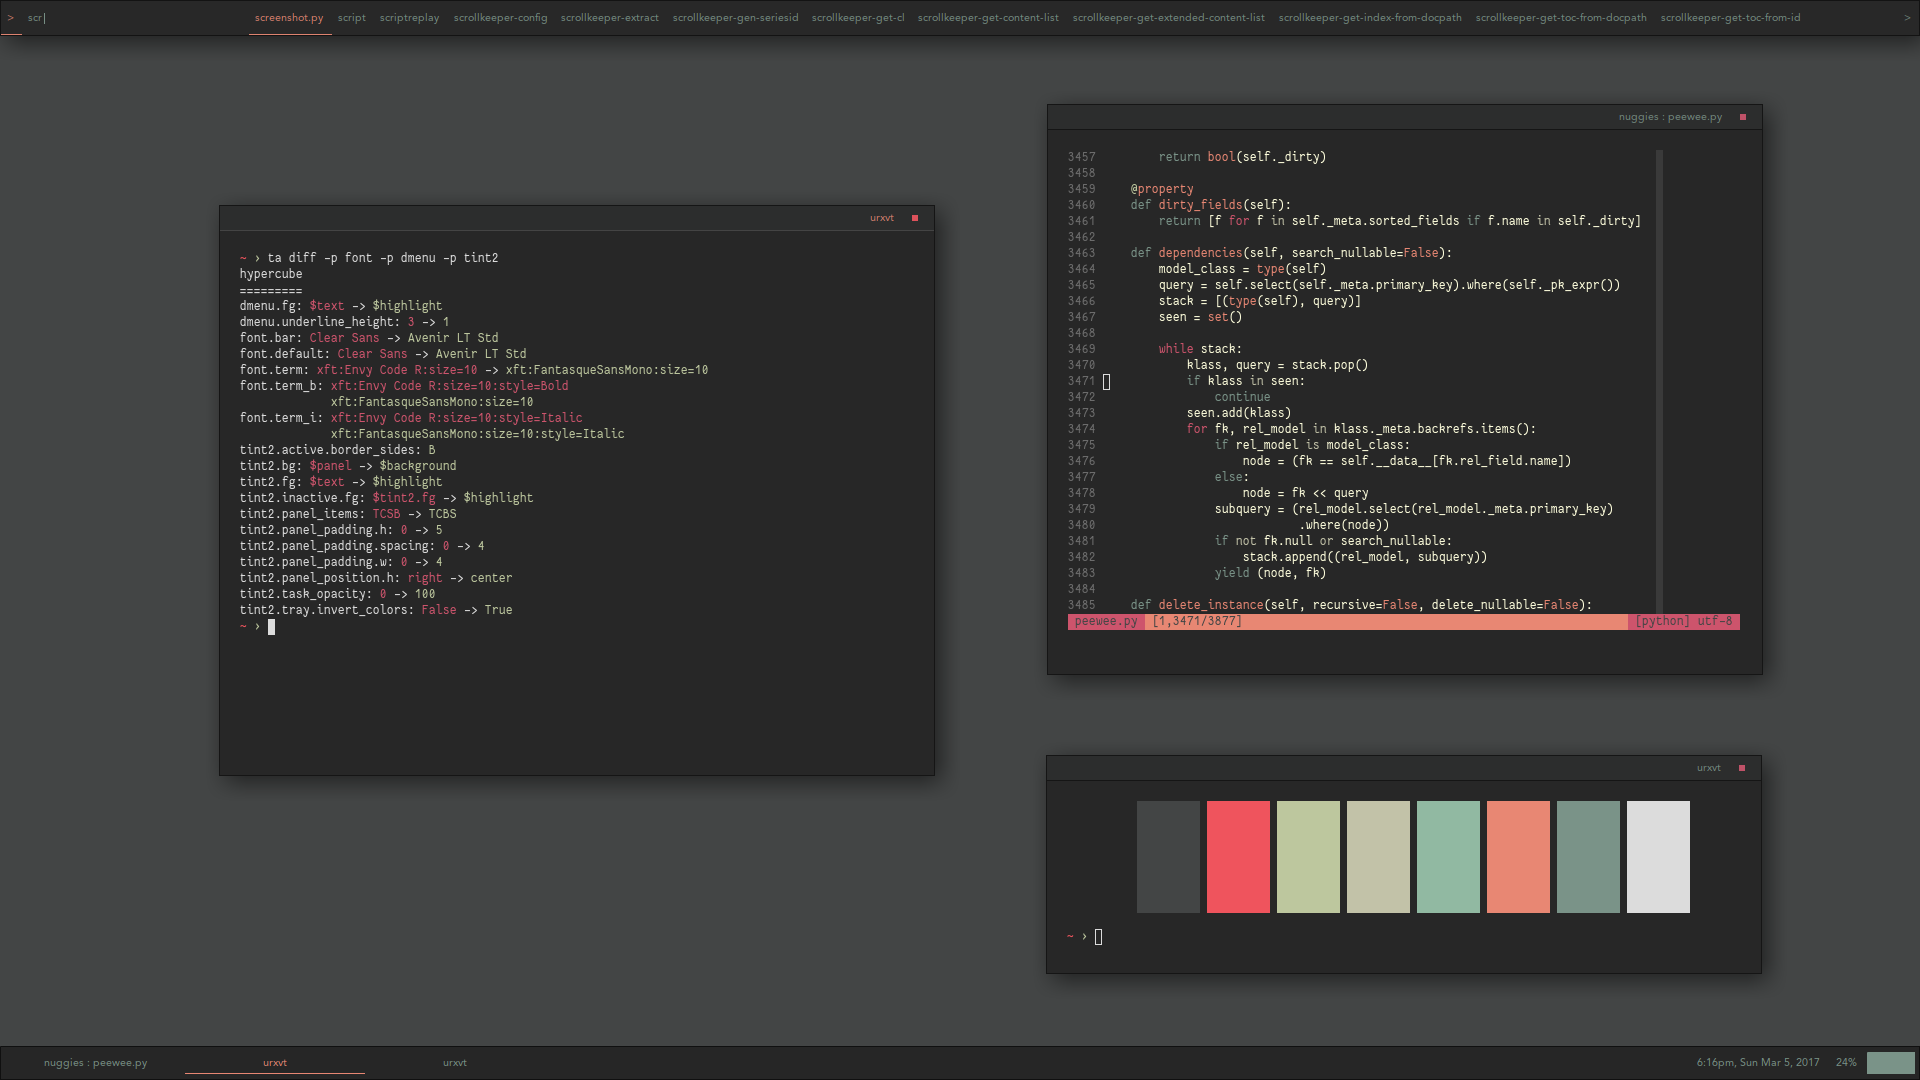 > scr screenshot.py script scriptreplay scrollkeeper-config scrollkeeper-extract scrollkeeper-gen-seriesid scrollkeeper-get-cl scrollkeeper-get-content-list scrollkeeper-get-extended-content-list scrollkeeper-get-index-from-docpath scrollkeeper-get-toc-from-docpath scrollkeeper-get-toc-from-id >
urxvt
~ › ta diff -p font -p dmenu -p tint2
hypercube
=========
dmenu.fg: $text -> $highlight
dmenu.underline_height: 3 -> 1
font.bar: Clear Sans -> Avenir LT Std
font.default: Clear Sans -> Avenir LT Std
font.term: xft:Envy Code R:size=10 -> xft:FantasqueSansMono:size=10
font.term_b: xft:Envy Code R:size=10:style=Bold
xft:FantasqueSansMono:size=10
font.term_i: xft:Envy Code R:size=10:style=Italic
xft:FantasqueSansMono:size=10:style=Italic
tint2.active.border_sides: B
tint2.bg: $panel -> $background
tint2.fg: $text -> $highlight
tint2.inactive.fg: $tint2.fg -> $highlight
tint2.panel_items: TCSB -> TCBS
tint2.panel_padding.h: 0 -> 5
tint2.panel_padding.spacing: 0 -> 4
tint2.panel_padding.w: 0 -> 4
tint2.panel_position.h: right -> center
tint2.task_opacity: 0 -> 100
tint2.tray.invert_colors: False -> True
~ ›
nuggies : peewee.py
3457 return bool(self._dirty)
3458
3459 @property
3460 def dirty_fields(self):
3461 return [f for f in self._meta.sorted_fields if f.name in self._dirty]
3462
3463 def dependencies(self, search_nullable=False):
3464 model_class = type(self)
3465 query = self.select(self._meta.primary_key).where(self._pk_expr())
3466 stack = [(type(self), query)]
3467 seen = set()
3468
3469 while stack:
3470 klass, query = stack.pop()
3471 if klass in seen:
3472 continue
3473 seen.add(klass)
3474 for fk, rel_model in klass._meta.backrefs.items():
3475 if rel_model is model_class:
3476 node = (fk == self.__data__[fk.rel_field.name])
3477 else:
3478 node = fk << query
3479 subquery = (rel_model.select(rel_model._meta.primary_key)
3480 .where(node))
3481 if not fk.null or search_nullable:
3482 stack.append((rel_model, subquery))
3483 yield (node, fk)
3484
3485 def delete_instance(self, recursive=False, delete_nullable=False):
peewee.py [1,3471/3877] [python] utf-8
urxvt
~ ›
nuggies : peewee.py urxvt urxvt 6:16pm, Sun Mar 5, 2017 24%